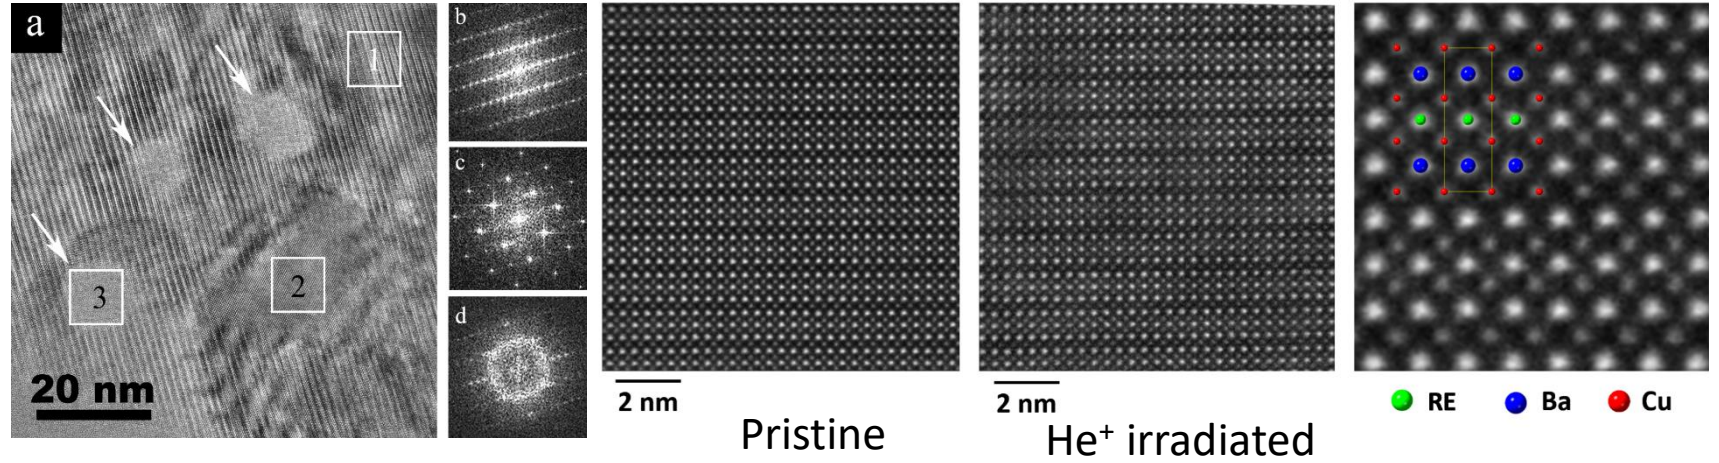 a
1
2
3
20 nm
b
c
d
2 nm
Pristine
2 nm
He⁺ irradiated
RE Ba Cu